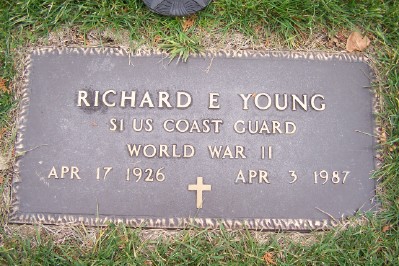 RICHARD E YOUNG
S1 US COAST GUARD
WORLD WAR II
APR 17 1926 APR 3 1987